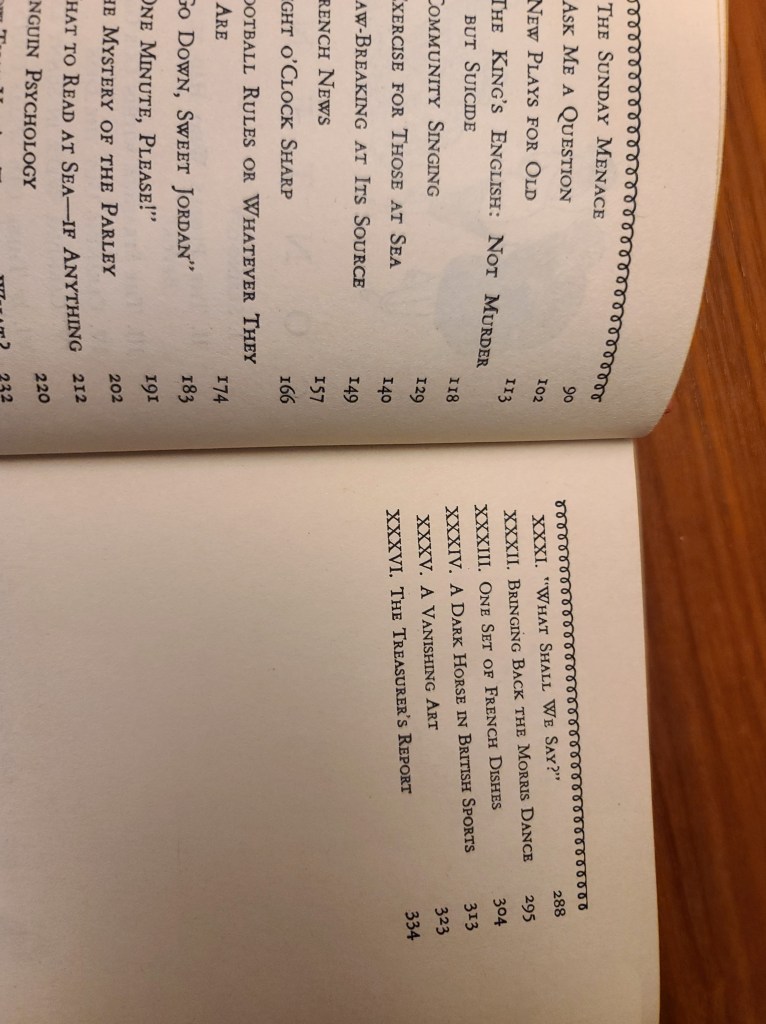 THE SUNDAY MENACE 90
ASK ME A QUESTION 102
NEW PLAYS FOR OLD 113
THE KING'S ENGLISH: NOT MURDER
BUT SUICIDE 118
COMMUNITY SINGING 129
EXERCISE FOR THOSE AT SEA 140
AW-BREAKING AT ITS SOURCE 149
RENCH NEWS 157
GHT O'CLOCK SHARP 166
OOTBALL RULES OR WHATEVER THEY
ARE 174
GO DOWN, SWEET JORDAN" 183
ONE MINUTE, PLEASE!" 191
HE MYSTERY OF THE PARLEY 202
HAT TO READ AT SEA—IF ANYTHING 212
NGUIN PSYCHOLOGY 220
WHAT? 232
XXXI. "WHAT SHALL WE SAY?" 288
XXXII. BRINGING BACK THE MORRIS DANCE 295
XXXIII. ONE SET OF FRENCH DISHES 304
XXXIV. A DARK HORSE IN BRITISH SPORTS 313
XXXV. A VANISHING ART 323
XXXVI. THE TREASURER'S REPORT 334